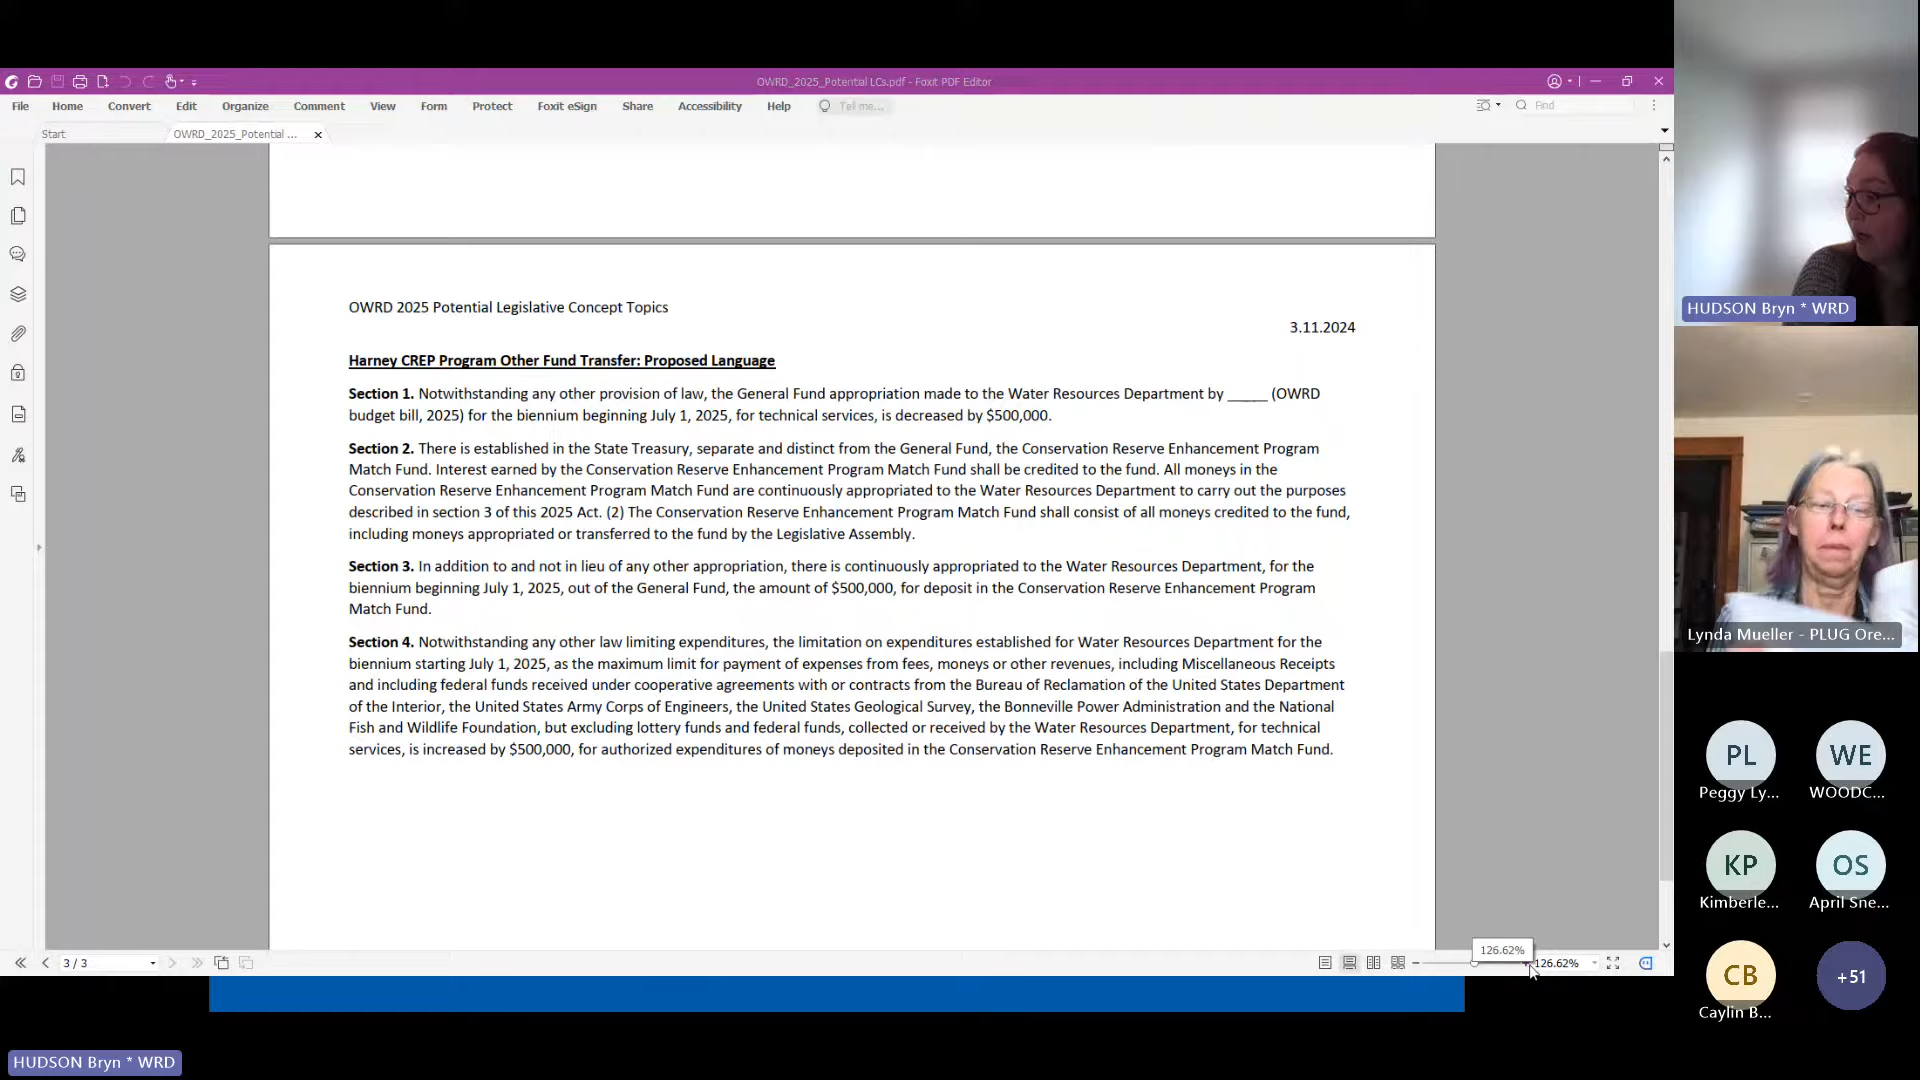 OWRD_2025_Potential LCs.pdf - Foxit PDF Editor
File Home Convert Edit Organize Comment View Form Protect Foxit eSign Share Accessibility Help Tell me... Find
Start OWRD_2025_Potential ...
OWRD 2025 Potential Legislative Concept Topics
3.11.2024
Harney CREP Program Other Fund Transfer: Proposed Language
Section 1. Notwithstanding any other provision of law, the General Fund appropriation made to the Water Resources Department by _____ (OWRD
budget bill, 2025) for the biennium beginning July 1, 2025, for technical services, is decreased by $500,000.
Section 2. There is established in the State Treasury, separate and distinct from the General Fund, the Conservation Reserve Enhancement Program
Match Fund. Interest earned by the Conservation Reserve Enhancement Program Match Fund shall be credited to the fund. All moneys in the
Conservation Reserve Enhancement Program Match Fund are continuously appropriated to the Water Resources Department to carry out the purposes
described in section 3 of this 2025 Act. (2) The Conservation Reserve Enhancement Program Match Fund shall consist of all moneys credited to the fund,
including moneys appropriated or transferred to the fund by the Legislative Assembly.
Section 3. In addition to and not in lieu of any other appropriation, there is continuously appropriated to the Water Resources Department, for the
biennium beginning July 1, 2025, out of the General Fund, the amount of $500,000, for deposit in the Conservation Reserve Enhancement Program
Match Fund.
Section 4. Notwithstanding any other law limiting expenditures, the limitation on expenditures established for Water Resources Department for the
biennium starting July 1, 2025, as the maximum limit for payment of expenses from fees, moneys or other revenues, including Miscellaneous Receipts
and including federal funds received under cooperative agreements with or contracts from the Bureau of Reclamation of the United States Department
of the Interior, the United States Army Corps of Engineers, the United States Geological Survey, the Bonneville Power Administration and the National
Fish and Wildlife Foundation, but excluding lottery funds and federal funds, collected or received by the Water Resources Department, for technical
services, is increased by $500,000, for authorized expenditures of moneys deposited in the Conservation Reserve Enhancement Program Match Fund.
126.62%
3 / 3
126.62%
HUDSON Bryn * WRD
HUDSON Bryn * WRD
Lynda Mueller - PLUG Ore...
PL WE
Peggy Ly... WOODC...
KP OS
Kimberle... April Sne...
CB +51
Caylin B...